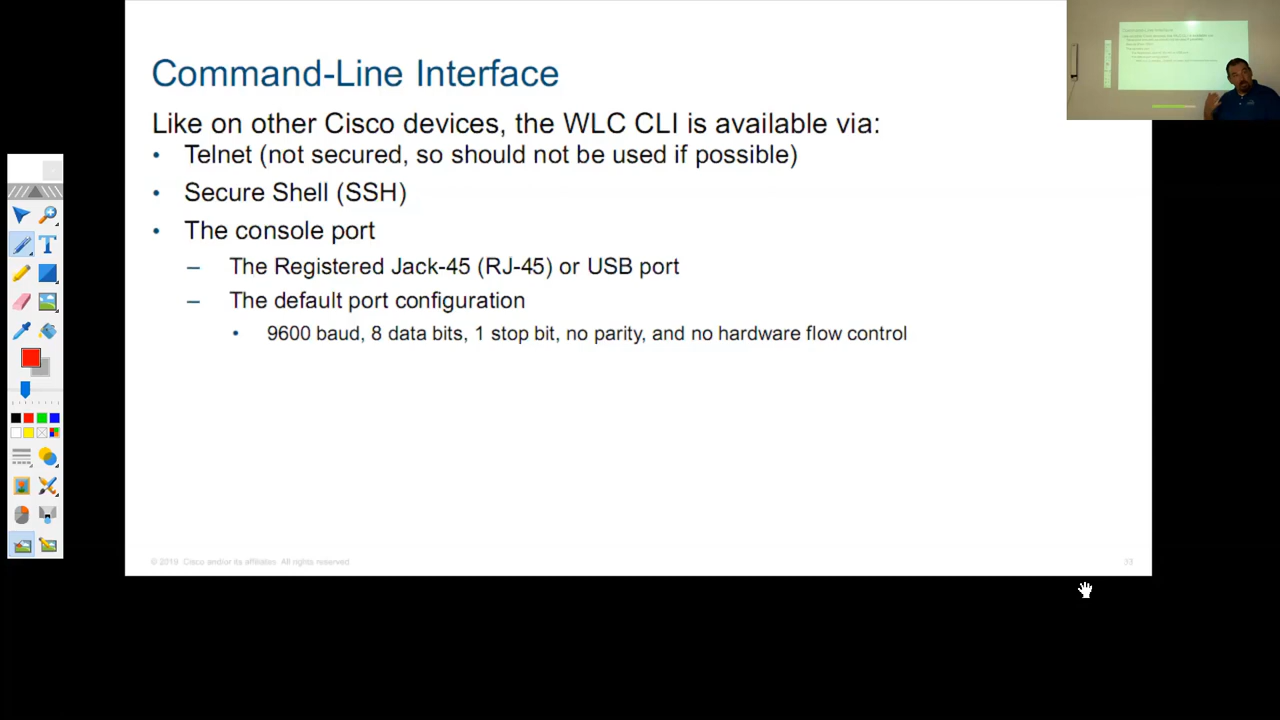 Command-Line Interface
Like on other Cisco devices, the WLC CLI is available via:
• Telnet (not secured, so should not be used if possible)
• Secure Shell (SSH)
• The console port
– The Registered Jack-45 (RJ-45) or USB port
– The default port configuration
• 9600 baud, 8 data bits, 1 stop bit, no parity, and no hardware flow control
© 2019 Cisco and/or its affiliates All rights reserved